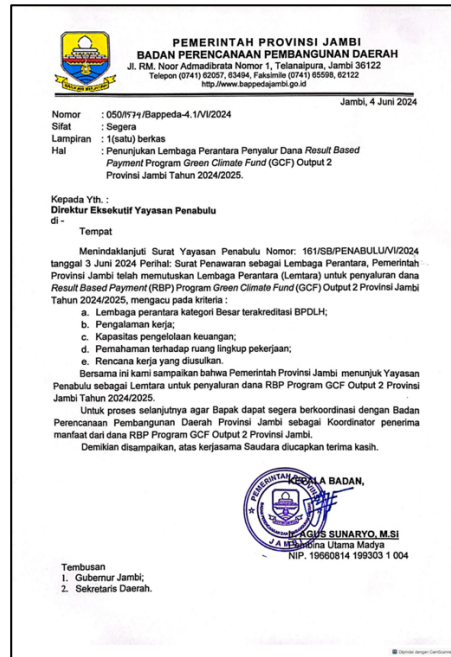 PEMERINTAH PROVINSI JAMBI
BADAN PERENCANAAN PEMBANGUNAN DAERAH
Jl. RM. Noor Admadibrata Nomor 1, Telanaipura, Jambi 36122
Telepon (0741) 62057, 63494, Faksimile (0741) 65598, 62122
http://www.bappedajambi.go.id
Jambi, 4 Juni 2024
Nomor : 050/1574/Bappeda-4.1/VI/2024
Sifat : Segera
Lampiran : 1(satu) berkas
Hal : Penunjukan Lembaga Perantara Penyalur Dana Result Based
Payment Program Green Climate Fund (GCF) Output 2
Provinsi Jambi Tahun 2024/2025.
Kepada Yth. :
Direktur Eksekutif Yayasan Penabulu
di -
Tempat
Menindaklanjuti Surat Yayasan Penabulu Nomor: 161/SB/PENABULU/VI/2024
tanggal 3 Juni 2024 Perihal: Surat Penawaran sebagai Lembaga Perantara, Pemerintah
Provinsi Jambi telah memutuskan Lembaga Perantara (Lemtara) untuk penyaluran dana
Result Based Payment (RBP) Program Green Climate Fund (GCF) Output 2 Provinsi Jambi
Tahun 2024/2025, mengacu pada kriteria :
a. Lembaga perantara kategori Besar terakreditasi BPDLH;
b. Pengalaman kerja;
c. Kapasitas pengelolaan keuangan;
d. Pemahaman terhadap ruang lingkup pekerjaan;
e. Rencana kerja yang diusulkan.
Bersama ini kami sampaikan bahwa Pemerintah Provinsi Jambi menunjuk Yayasan
Penabulu sebagai Lemtara untuk penyaluran dana RBP Program GCF Output 2 Provinsi
Jambi Tahun 2024/2025.
Untuk proses selanjutnya agar Bapak dapat segera berkoordinasi dengan Badan
Perencanaan Pembangunan Daerah Provinsi Jambi sebagai Koordinator penerima
manfaat dari dana RBP Program GCF Output 2 Provinsi Jambi.
Demikian disampaikan, atas kerjasama Saudara diucapkan terima kasih.
KEPALA BADAN,
PEMERINTAH PROVINSI
JAMBI
Ir. AGUS SUNARYO, M.Si
Pembina Utama Madya
NIP. 19660814 199303 1 004
Tembusan
1. Gubernur Jambi;
2. Sekretaris Daerah.
Dipindai dengan CamScanner